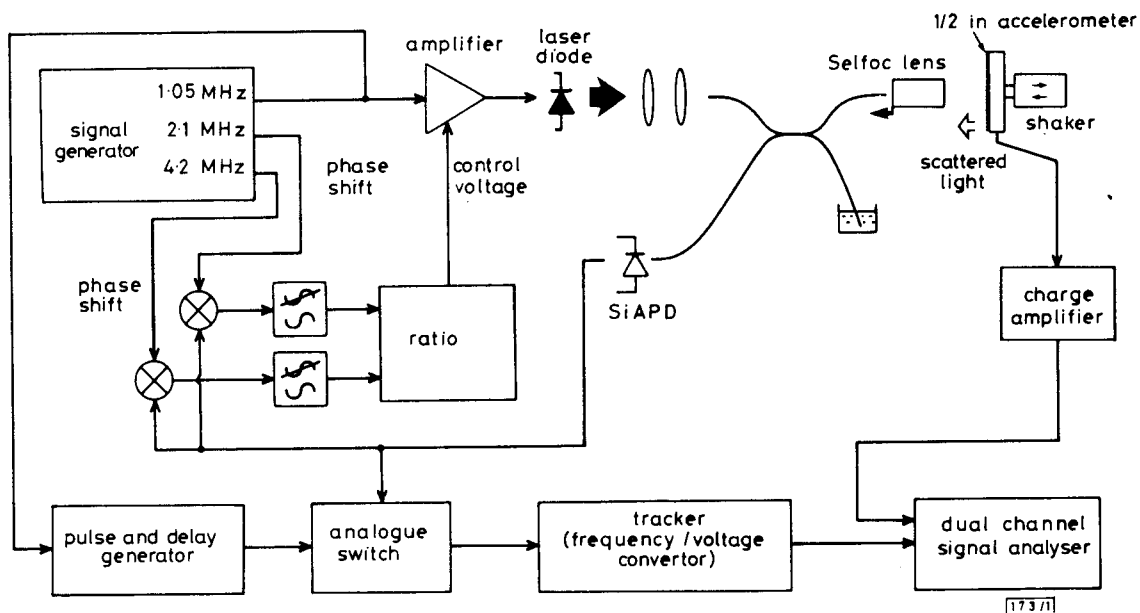 1/2 in accelerometer
amplifier
laser
diode
Selfoc lens
signal
generator
1·05 MHz
2·1 MHz
4·2 MHz
phase
shift
control
voltage
scattered
light
shaker
phase
shift
SiAPD
ratio
charge
amplifier
pulse and delay
generator
analogue
switch
tracker
(frequency/voltage
convertor)
dual channel
signal analyser
173/1